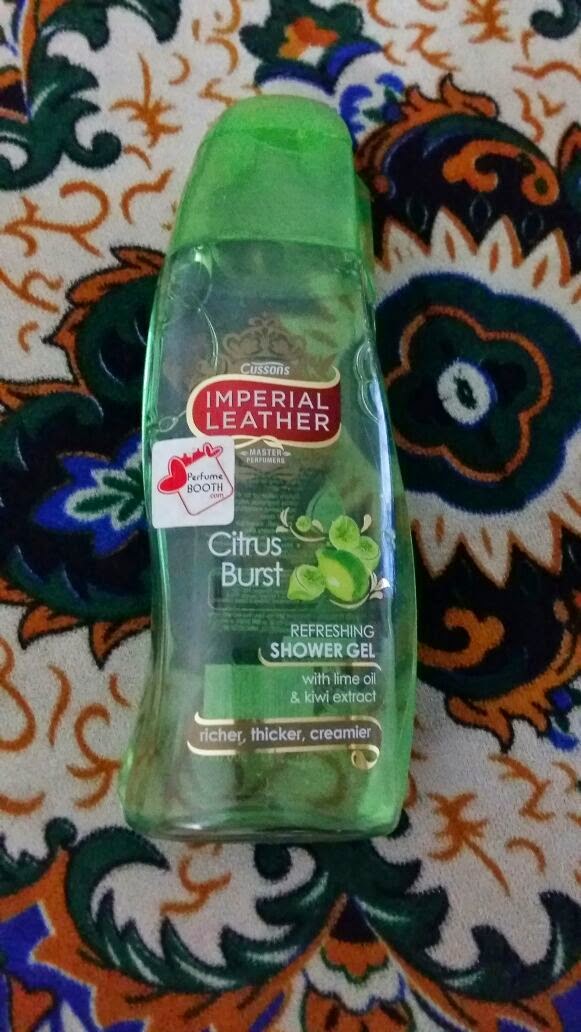 Cussons
IMPERIAL
LEATHER
MASTER
PERFUMERS
Perfume
BOOTH
.com
Citrus
Burst
REFRESHING
SHOWER GEL
with lime oil
& kiwi extract
richer, thicker, creamier